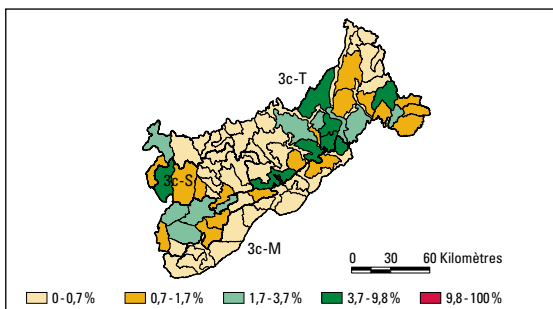 3c-T
3c-S
3c-M
0 30 60 Kilomètres
0-0,7 % 0,7-1,7 % 1,7-3,7 % 3,7-9,8 % 9,8-100 %